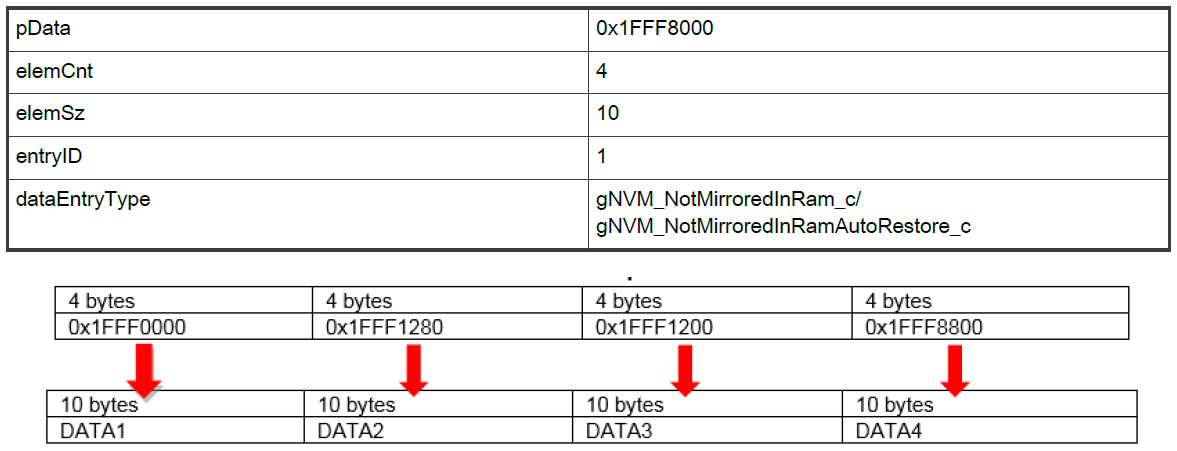 pData 0x1FFF8000
elemCnt 4
elemSz 10
entryID 1
dataEntryType gNVM_NotMirroredInRam_c/
gNVM_NotMirroredInRamAutoRestore_c
.
4 bytes 4 bytes 4 bytes 4 bytes
0x1FFF0000 0x1FFF1280 0x1FFF1200 0x1FFF8800
10 bytes 10 bytes 10 bytes 10 bytes
DATA1 DATA2 DATA3 DATA4